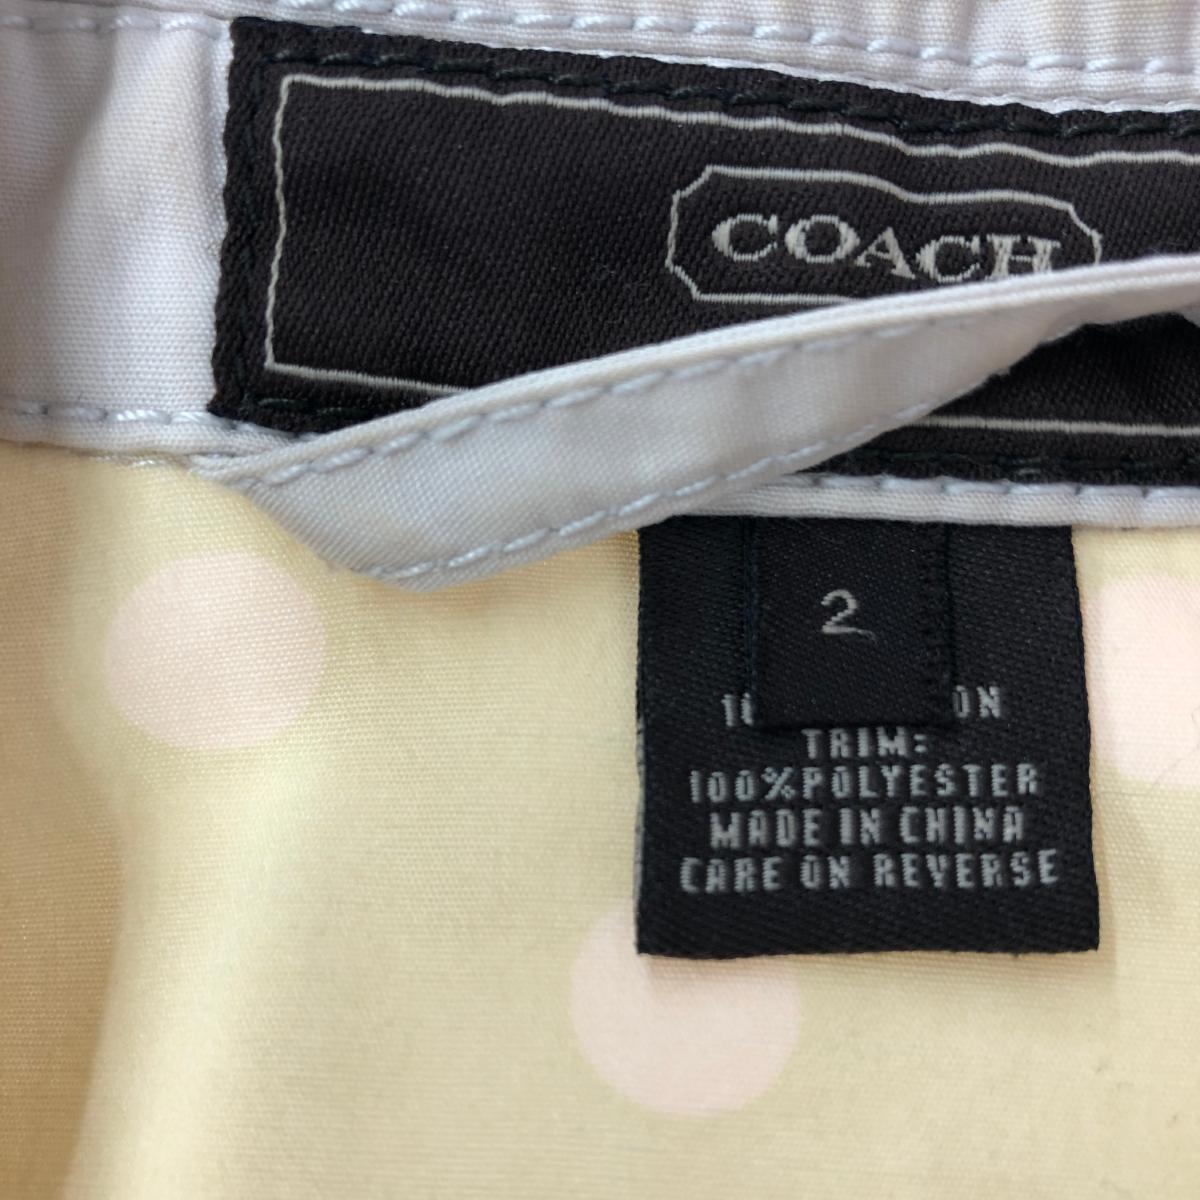 COACH
2
TRIM:
100%POLYESTER
MADE IN CHINA
CARE ON REVERSE